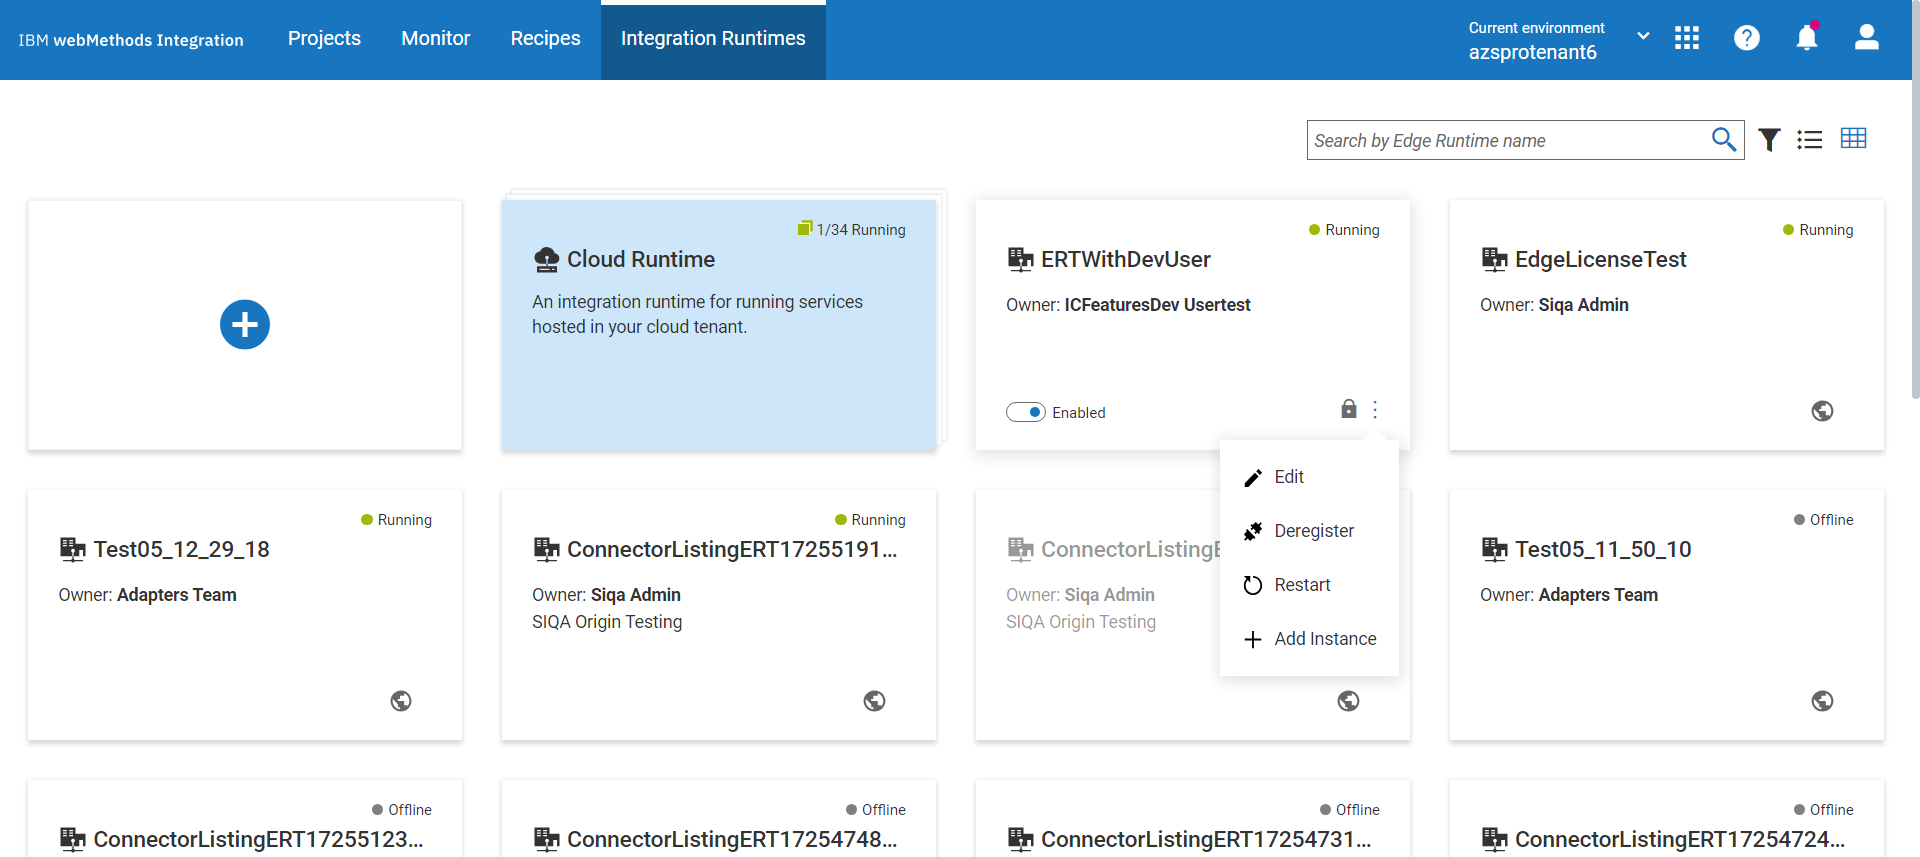 IBM webMethods Integration
Projects
Monitor
Recipes
Integration Runtimes
Current environment
azsprotenant6
Search by Edge Runtime name
1/34 Running
Cloud Runtime
An integration runtime for running services
hosted in your cloud tenant.
Running
ERTWithDevUser
Owner: ICFeaturesDev Usertest
Enabled
Running
EdgeLicenseTest
Owner: Siqa Admin
Edit
Deregister
Restart
Add Instance
Running
Test05_12_29_18
Owner: Adapters Team
Running
ConnectorListingERT17255191...
Owner: Siqa Admin
SIQA Origin Testing
ConnectorListingE
Owner: Siqa Admin
SIQA Origin Testing
Offline
Test05_11_50_10
Owner: Adapters Team
Offline
ConnectorListingERT17255123...
Offline
ConnectorListingERT17254748...
Offline
ConnectorListingERT17254731...
Offline
ConnectorListingERT17254724...